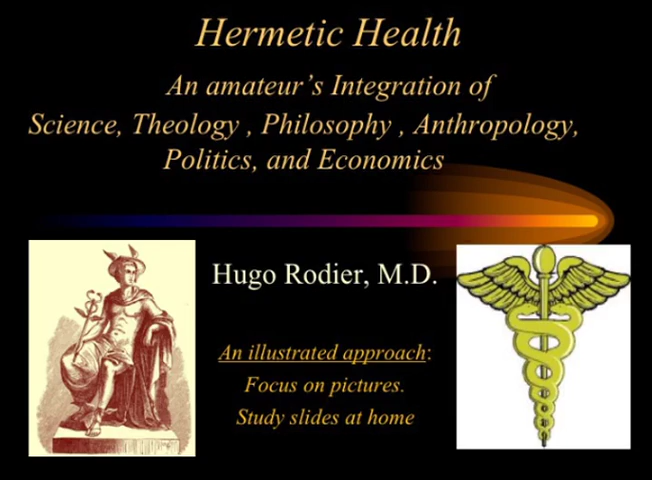 Hermetic Health
An amateur's Integration of
Science, Theology , Philosophy , Anthropology,
Politics, and Economics
Hugo Rodier, M.D.
An illustrated approach:
Focus on pictures.
Study slides at home